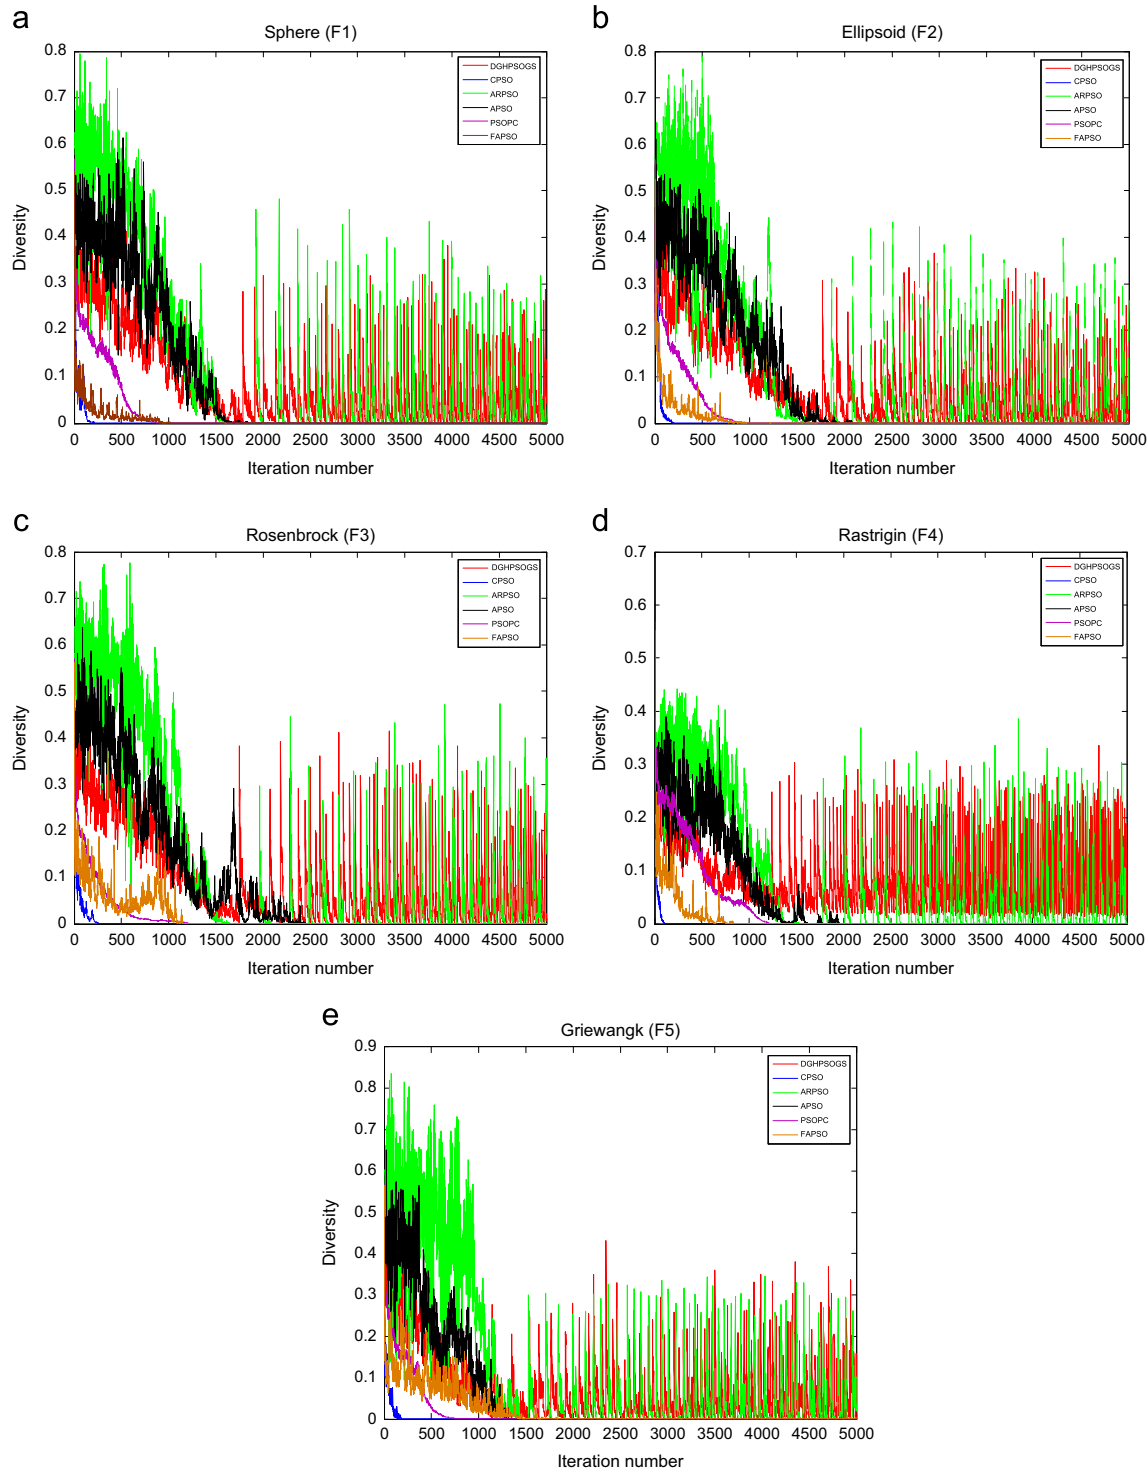 a
Sphere (F1)
0.8
0.7
0.6
0.5
0.4
0.3
0.2
0.1
0
Diversity
DGHPSOGS
CPSO
ARPSO
APSO
PSOPC
FAPSO
0 500 1000 1500 2000 2500 3000 3500 4000 4500 5000
Iteration number
b
Ellipsoid (F2)
0.8
0.7
0.6
0.5
0.4
0.3
0.2
0.1
0
Diversity
DGHPSOGS
CPSO
ARPSO
APSO
PSOPC
FAPSO
0 500 1000 1500 2000 2500 3000 3500 4000 4500 5000
Iteration number
c
Rosenbrock (F3)
0.8
0.7
0.6
0.5
0.4
0.3
0.2
0.1
0
Diversity
DGHPSOGS
CPSO
ARPSO
APSO
PSOPC
FAPSO
0 500 1000 1500 2000 2500 3000 3500 4000 4500 5000
Iteration number
d
Rastrigin (F4)
0.7
0.6
0.5
0.4
0.3
0.2
0.1
0
Diversity
DGHPSOGS
CPSO
ARPSO
APSO
PSOPC
FAPSO
0 500 1000 1500 2000 2500 3000 3500 4000 4500 5000
Iteration number
e
Griewangk (F5)
0.9
0.8
0.7
0.6
0.5
0.4
0.3
0.2
0.1
0
Diversity
DGHPSOGS
CPSO
ARPSO
APSO
PSOPC
FAPSO
0 500 1000 1500 2000 2500 3000 3500 4000 4500 5000
Iteration number